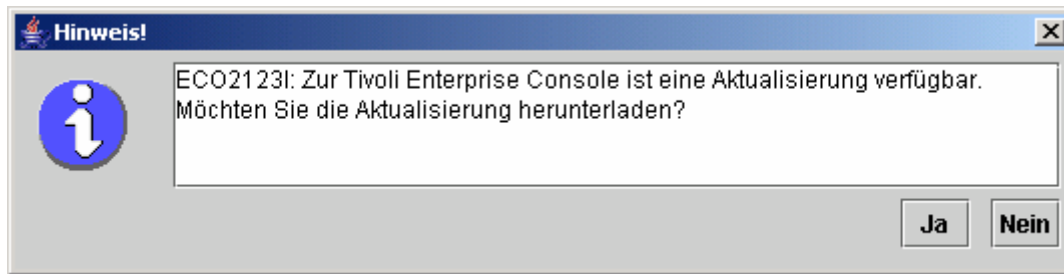 Hinweis!
ECO2123I: Zur Tivoli Enterprise Console ist eine Aktualisierung verfügbar.
Möchten Sie die Aktualisierung herunterladen?
Ja Nein